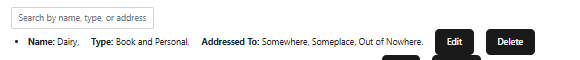 Search by name, type, or address
• Name: Dairy, Type: Book and Personal, Addressed To: Somewhere, Someplace, Out of Nowhere. Edit Delete